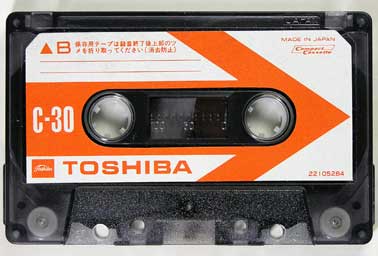 JAPAN
▲B
保存用テープは録音終了後上部のツ
メを折り取ってください(消去防止)
MADE IN JAPAN
Compact
Cassette
C-30
Toshiba
TOSHIBA
22105284